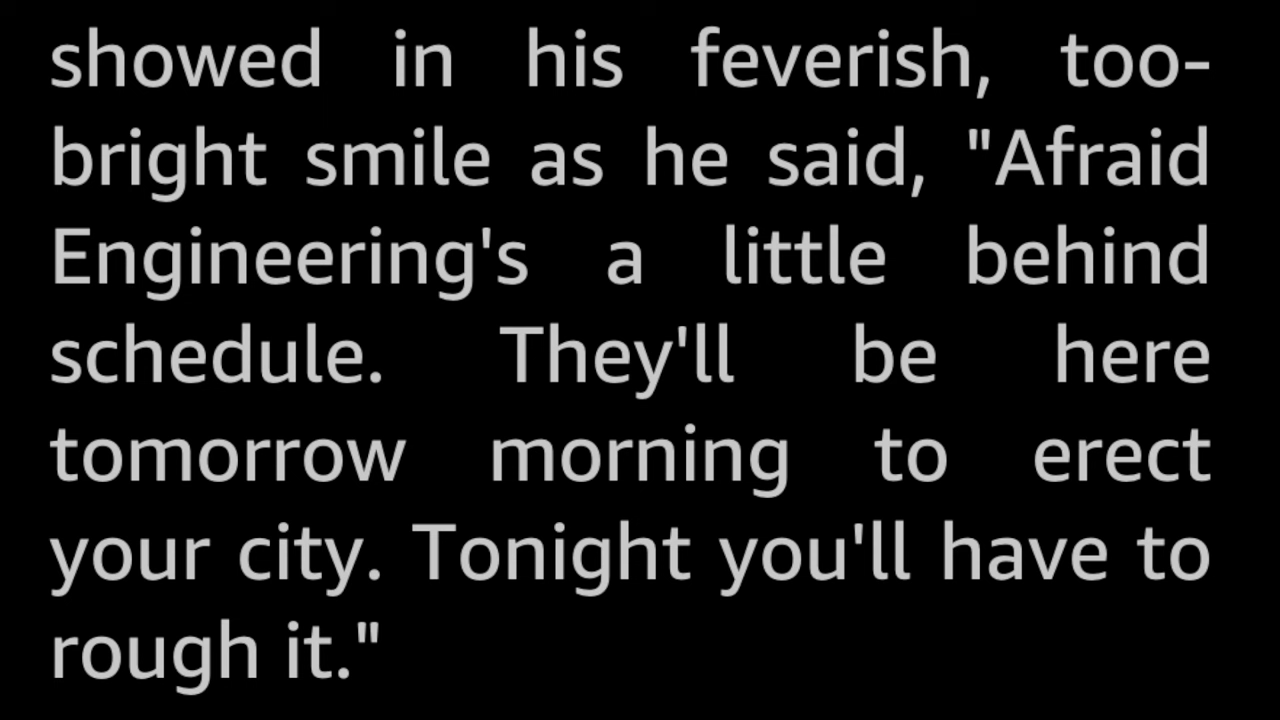 showed in his feverish, too-
bright smile as he said, "Afraid
Engineering's a little behind
schedule. They'll be here
tomorrow morning to erect
your city. Tonight you'll have to
rough it."